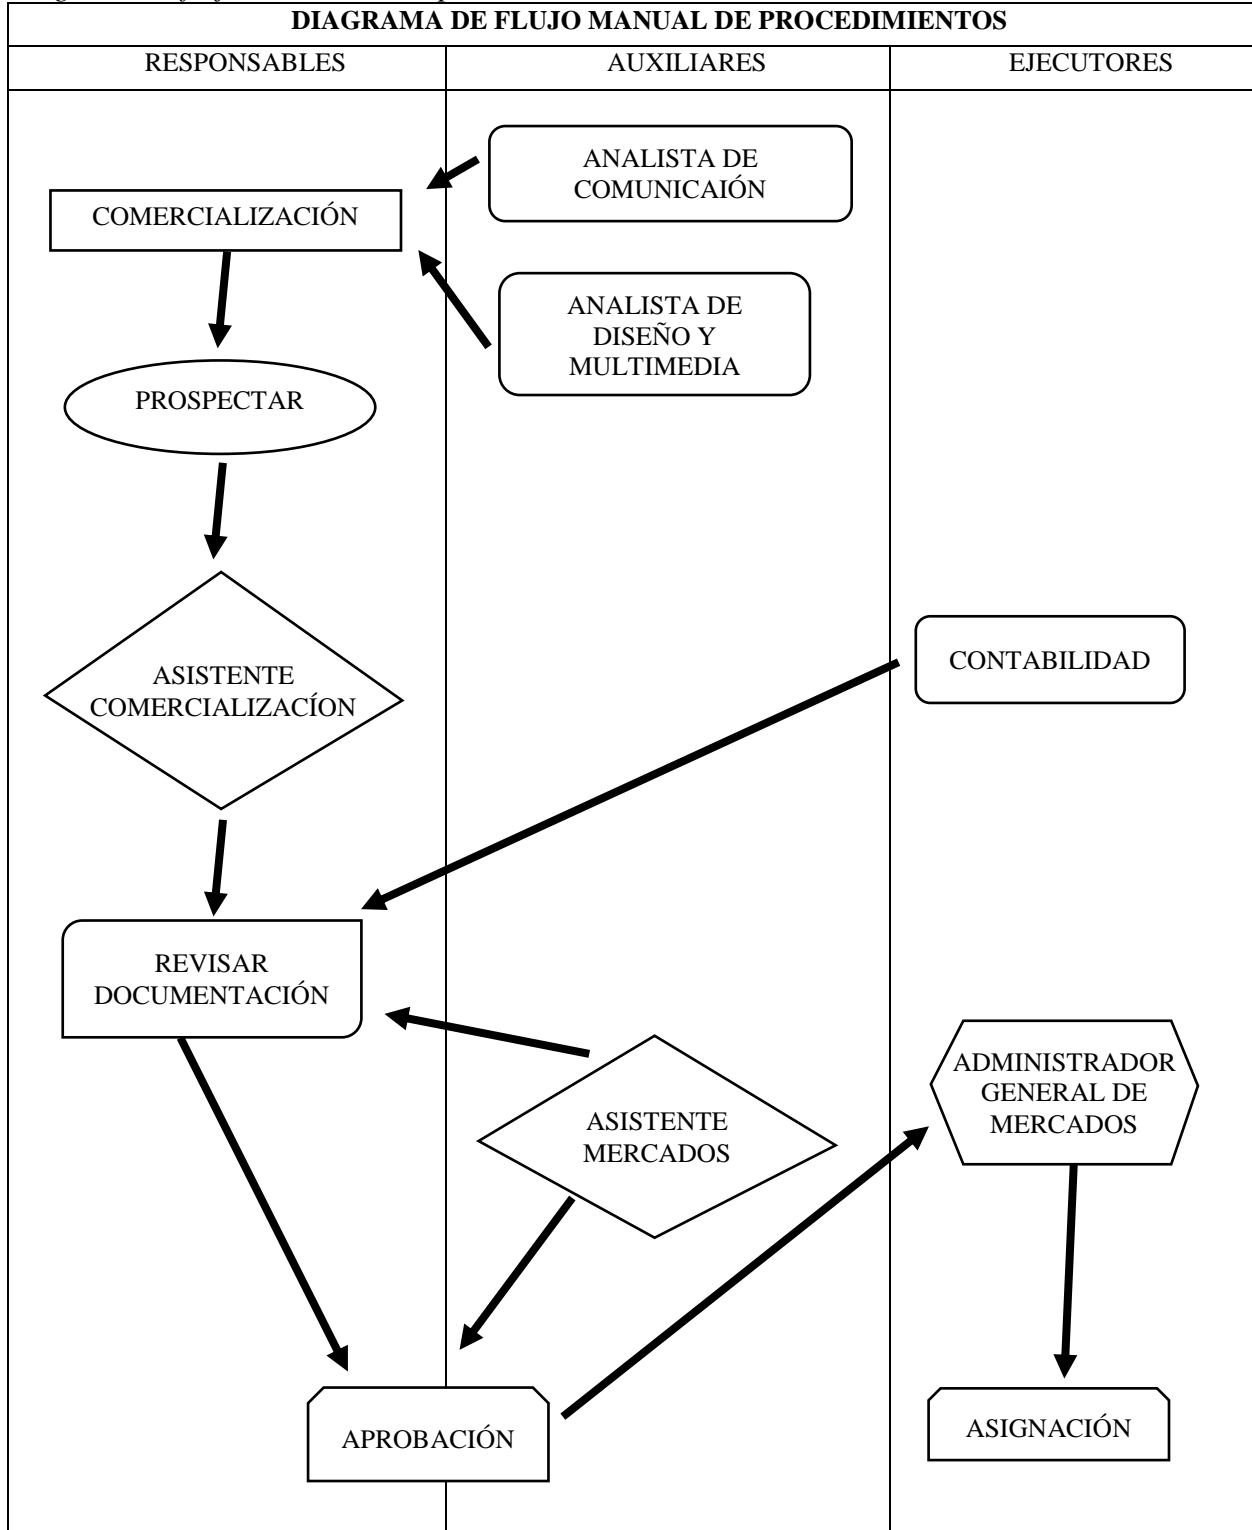 DIAGRAMA DE FLUJO MANUAL DE PROCEDIMIENTOS
RESPONSABLES
AUXILIARES
EJECUTORES
ANALISTA DE
COMUNICAIÓN
COMERCIALIZACIÓN
ANALISTA DE
DISEÑO Y
MULTIMEDIA
PROSPECTAR
ASISTENTE
COMERCIALIZACÍON
CONTABILIDAD
REVISAR
DOCUMENTACIÓN
ASISTENTE
MERCADOS
ADMINISTRADOR
GENERAL DE
MERCADOS
APROBACIÓN
ASIGNACIÓN